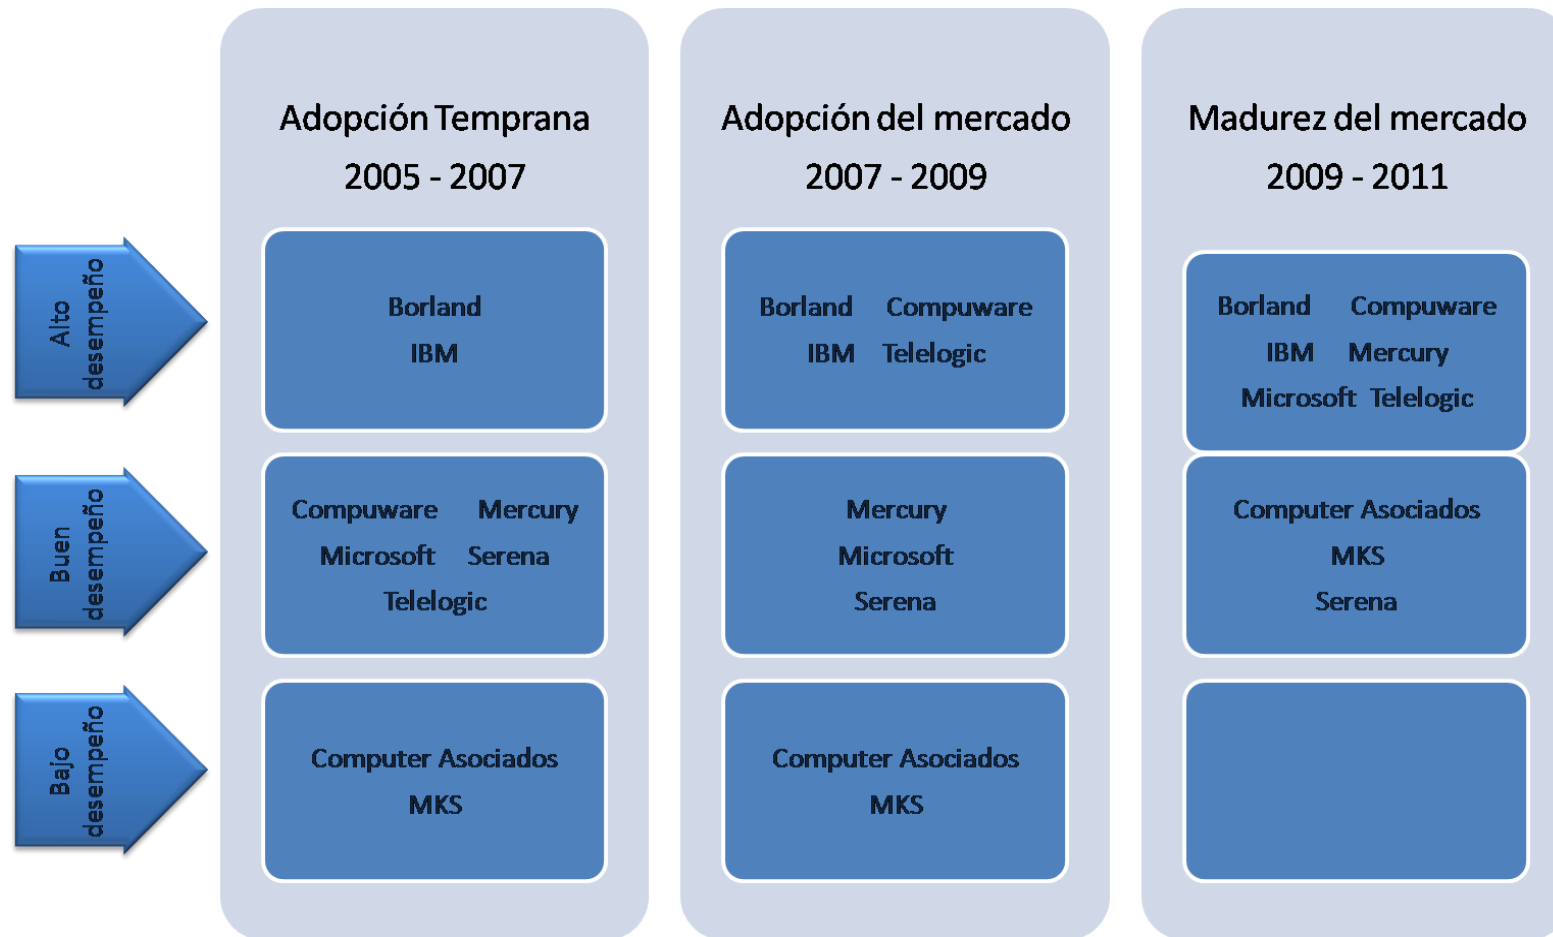 Adopción Temprana
2005 - 2007
Adopción del mercado
2007 - 2009
Madurez del mercado
2009 - 2011
Alto
desempeño
Borland
IBM
Borland Compuware
IBM Telelogic
Borland Compuware
IBM Mercury
Microsoft Telelogic
Buen
desempeño
Compuware Mercury
Microsoft Serena
Telelogic
Mercury
Microsoft
Serena
Computer Asociados
MKS
Serena
Bajo
desempeño
Computer Asociados
MKS
Computer Asociados
MKS